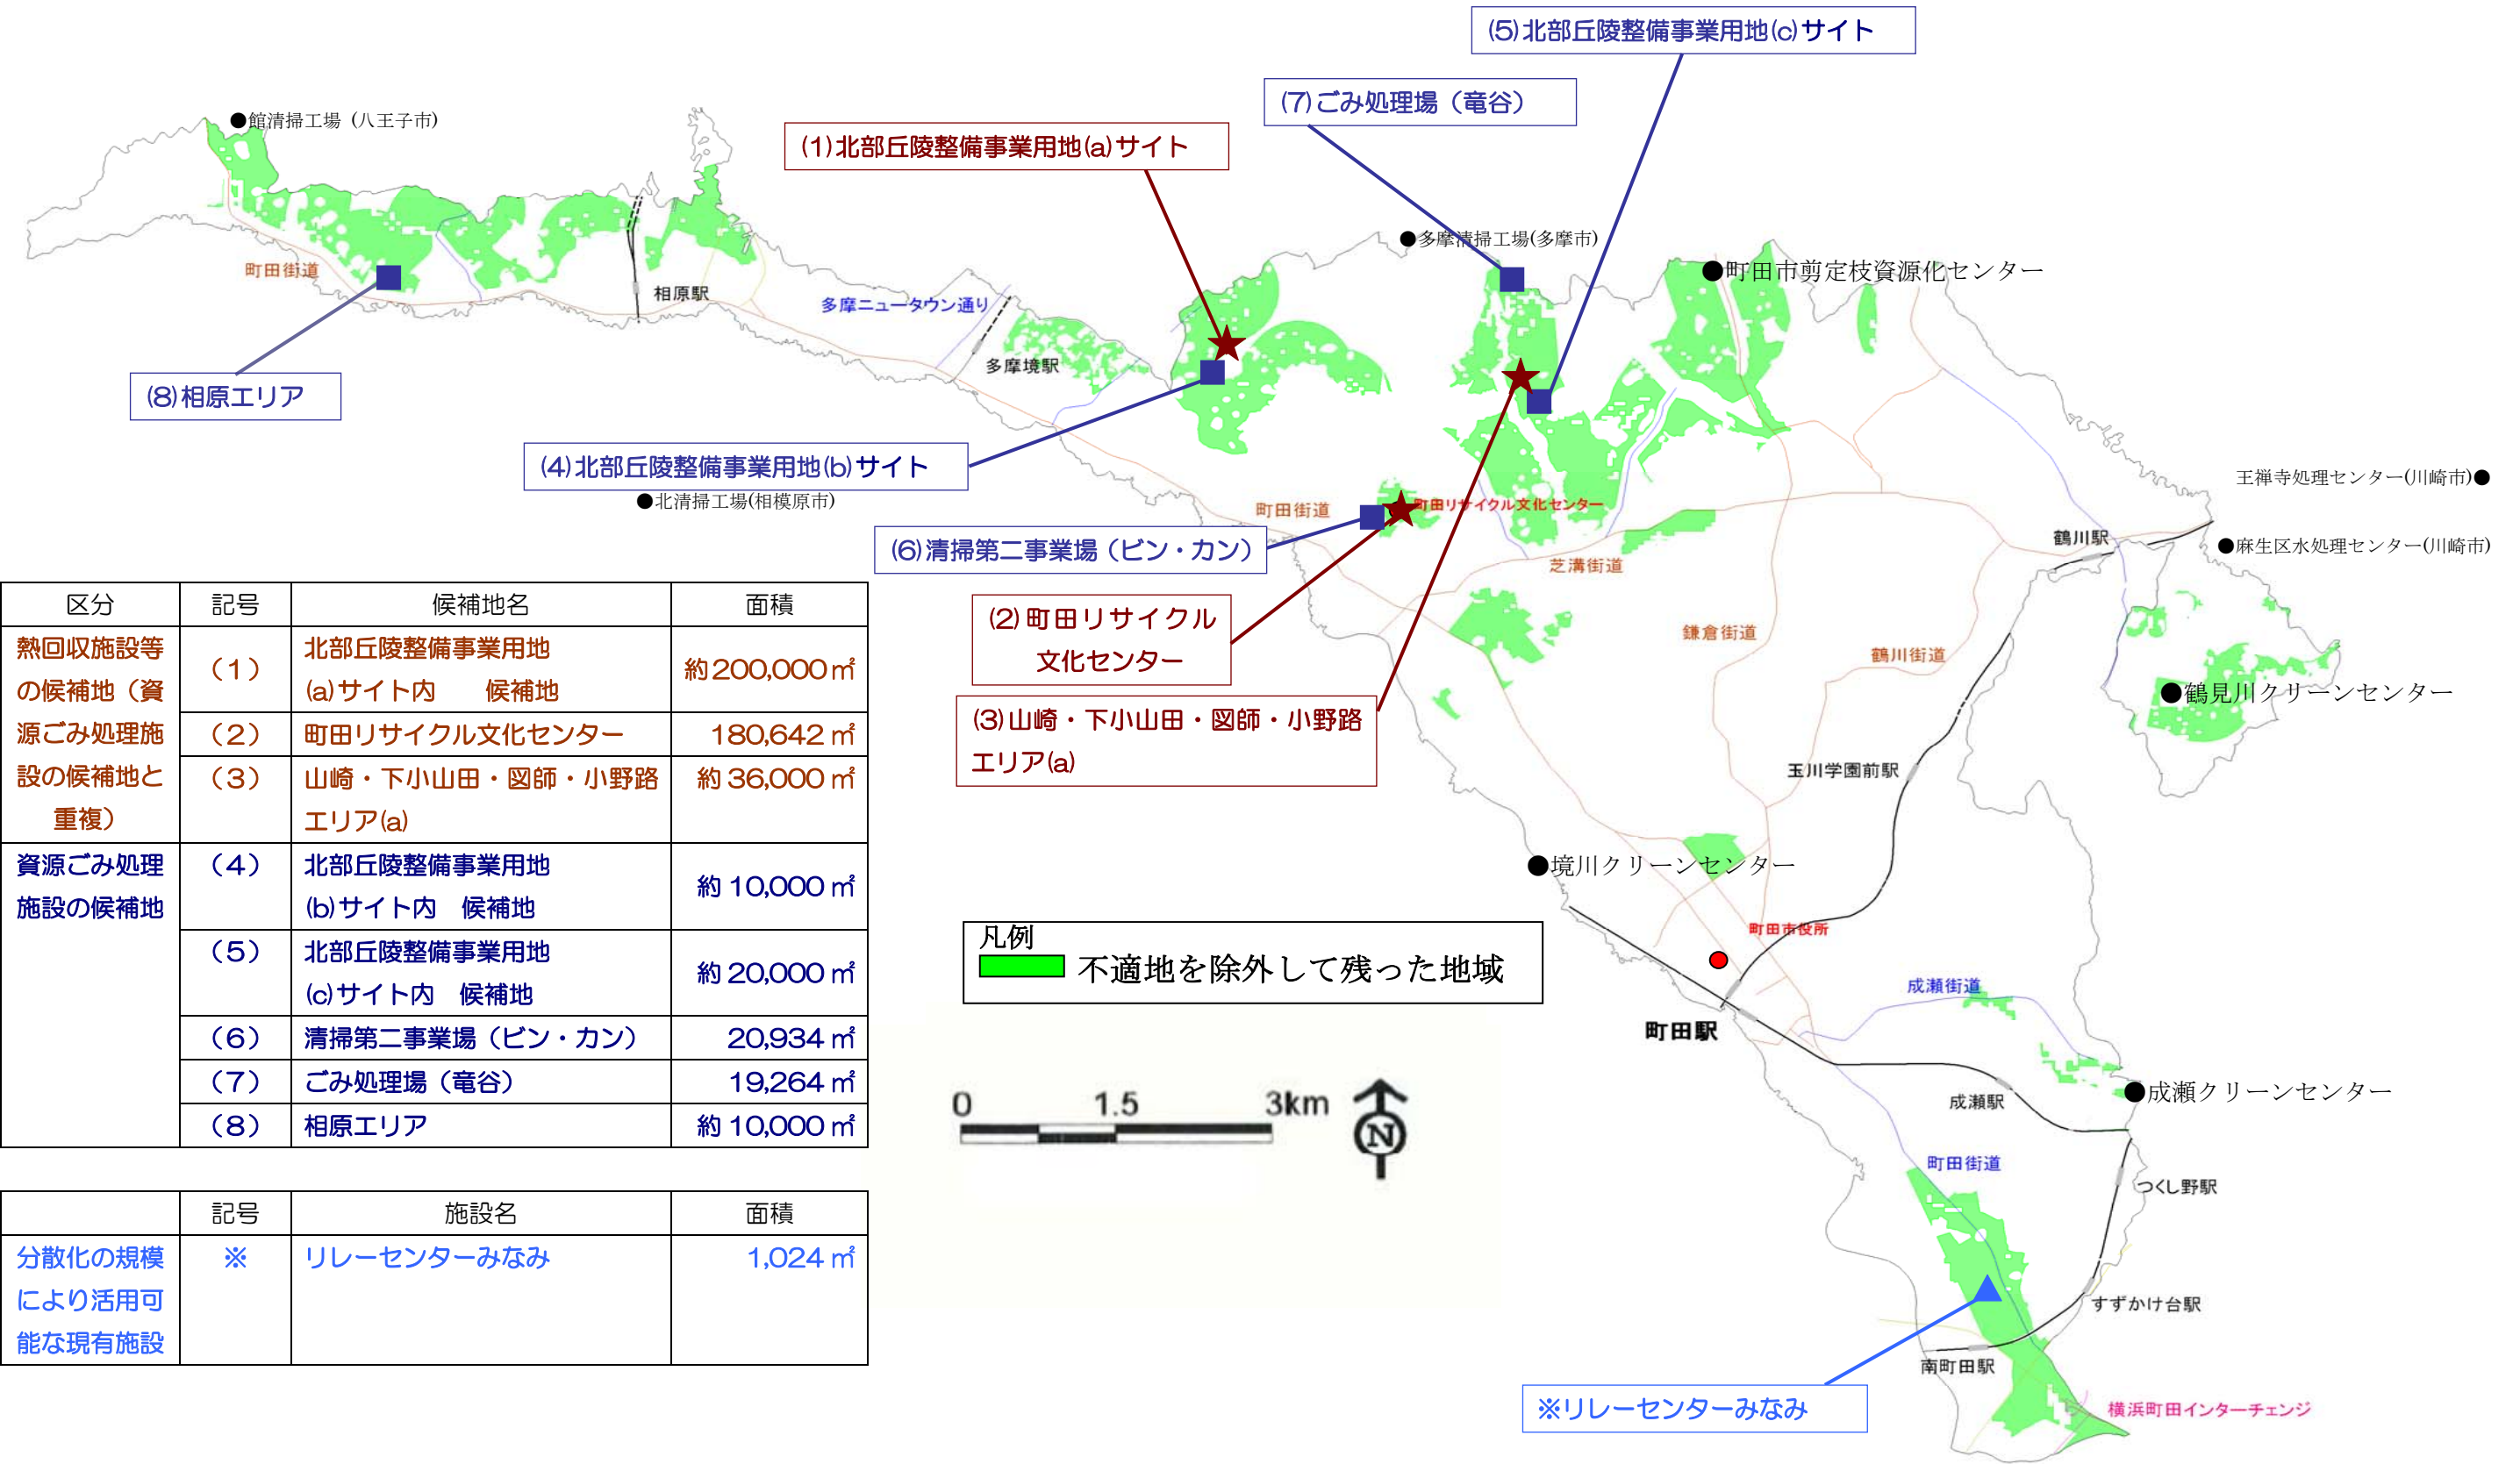 (5)北部丘陵整備事業用地(c)サイト
(7)ごみ処理場（竜谷）
●館清掃工場 (八王子市)
(1)北部丘陵整備事業用地(a)サイト
●多摩清掃工場(多摩市)
●町田市剪定枝資源化センター
町田街道
相原駅
多摩ニュータウン通り
多摩境駅
(8)相原エリア
(4)北部丘陵整備事業用地(b)サイト
●北清掃工場(相模原市)
町田街道
町田リサイクル文化センター
王禅寺処理センター(川崎市)●
鶴川駅
●麻生区水処理センター(川崎市)
(6)清掃第二事業場（ビン・カン）
芝溝街道
(2)町田リサイクル
文化センター
鎌倉街道
鶴川街道
●鶴見川クリーンセンター
(3)山崎・下小山田・図師・小野路
エリア(a)
玉川学園前駅
●境川クリーンセンター
町田市役所
凡例
不適地を除外して残った地域
成瀬街道
町田駅
0 1.5 3km
N
成瀬駅
●成瀬クリーンセンター
町田街道
つくし野駅
すずかけ台駅
南町田駅
※リレーセンターみなみ
横浜町田インターチェンジ
区分 記号 候補地名 面積
熱回収施設等
の候補地（資
源ごみ処理施
設の候補地と
重複）
（1） 北部丘陵整備事業用地
(a)サイト内　　候補地 約200,000㎡
（2） 町田リサイクル文化センター 180,642㎡
（3） 山崎・下小山田・図師・小野路 約36,000㎡
エリア(a)
資源ごみ処理
施設の候補地
（4） 北部丘陵整備事業用地
(b)サイト内　候補地 約10,000㎡
（5） 北部丘陵整備事業用地
(c)サイト内　候補地 約20,000㎡
（6） 清掃第二事業場（ビン・カン） 20,934㎡
（7） ごみ処理場（竜谷） 19,264㎡
（8） 相原エリア 約10,000㎡
記号 施設名 面積
分散化の規模
により活用可
能な現有施設
※ リレーセンターみなみ 1,024㎡